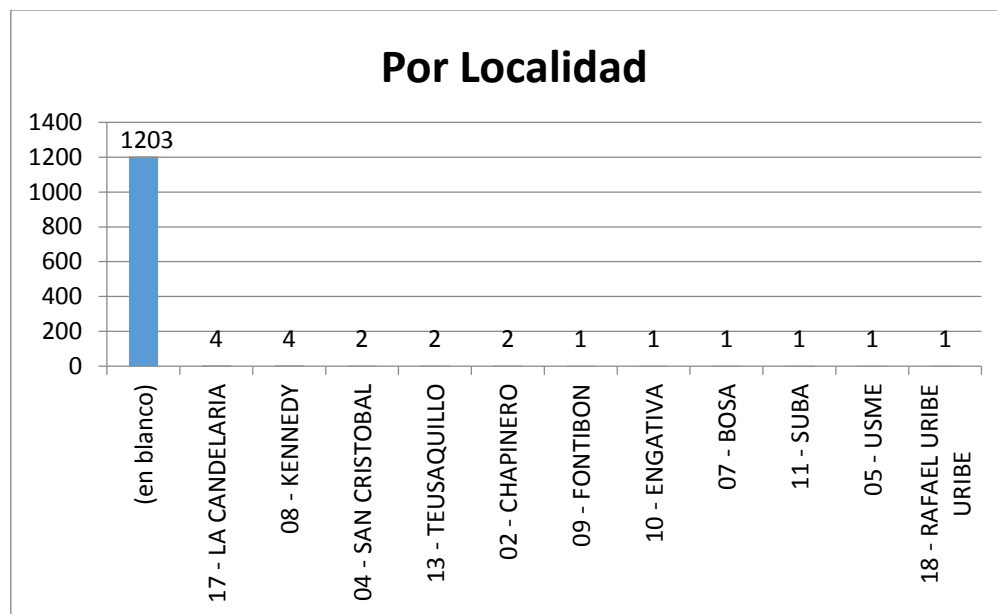 Por Localidad
1400
1200
1000
800
600
400
200
0
1203
4
4
2
2
2
1
1
1
1
1
1
(en blanco)
17 - LA CANDELARIA
08 - KENNEDY
04 - SAN CRISTOBAL
13 - TEUSAQUILLO
02 - CHAPINERO
09 - FONTIBON
10 - ENGATIVA
07 - BOSA
11 - SUBA
05 - USME
18 - RAFAEL URIBE
URIBE